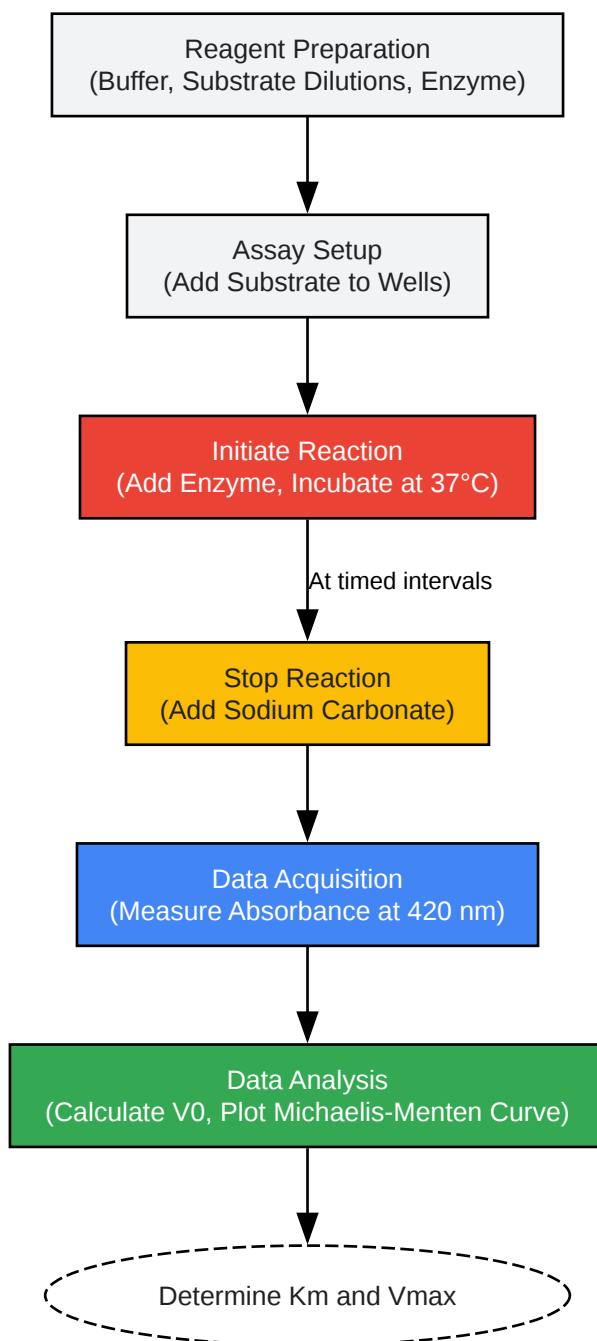 Reagent Preparation
(Buffer, Substrate Dilutions, Enzyme)
Assay Setup
(Add Substrate to Wells)
Initiate Reaction
(Add Enzyme, Incubate at 37°C)
At timed intervals
Stop Reaction
(Add Sodium Carbonate)
Data Acquisition
(Measure Absorbance at 420 nm)
Data Analysis
(Calculate V0, Plot Michaelis-Menten Curve)
Determine Km and Vmax